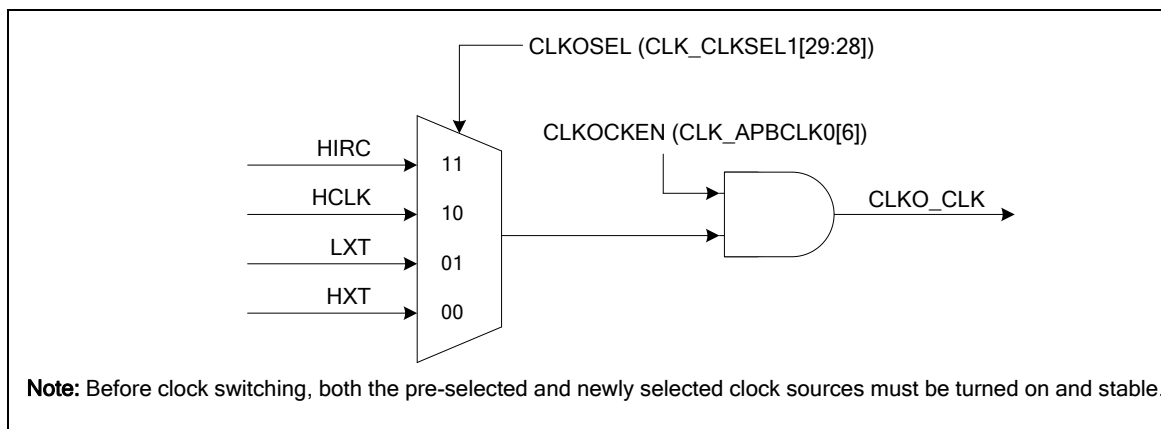 CLKOSEL (CLK_CLKSEL1[29:28])
CLKOCKEN (CLK_APBCLK0[6])
HIRC
11
HCLK
10
CLKO_CLK
LXT
01
HXT
00
Note: Before clock switching, both the pre-selected and newly selected clock sources must be turned on and stable.